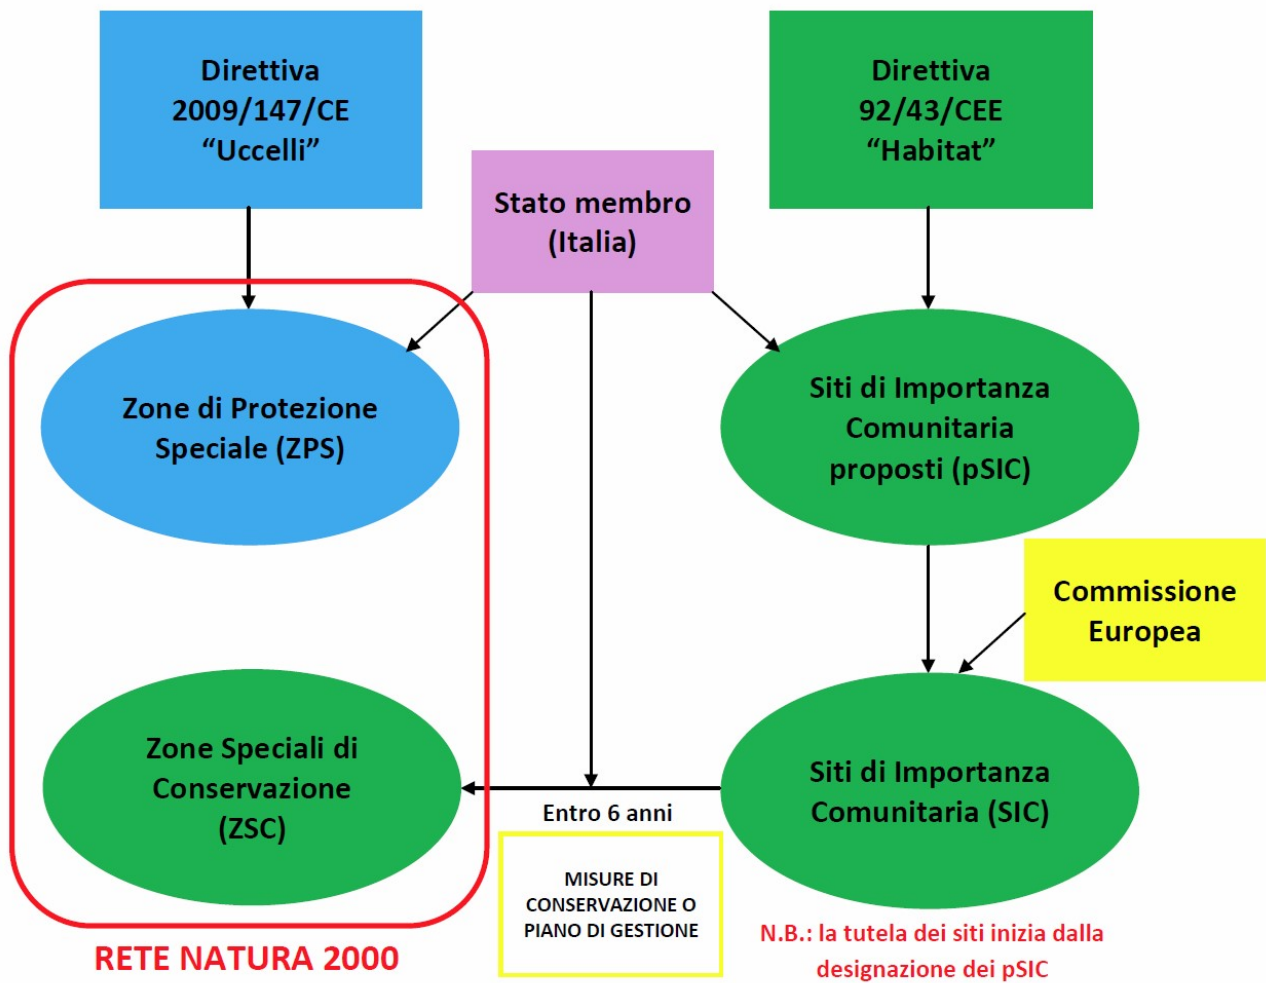 Direttiva
2009/147/CE
“Uccelli”
Direttiva
92/43/CEE
“Habitat”
Stato membro
(Italia)
Zone di Protezione
Speciale (ZPS)
Siti di Importanza
Comunitaria
proposti (pSIC)
Commissione
Europea
Zone Speciali di
Conservazione
(ZSC)
Siti di Importanza
Comunitaria (SIC)
Entro 6 anni
MISURE DI
CONSERVAZIONE O
PIANO DI GESTIONE
RETE NATURA 2000
N.B.: la tutela dei siti inizia dalla
designazione dei pSIC